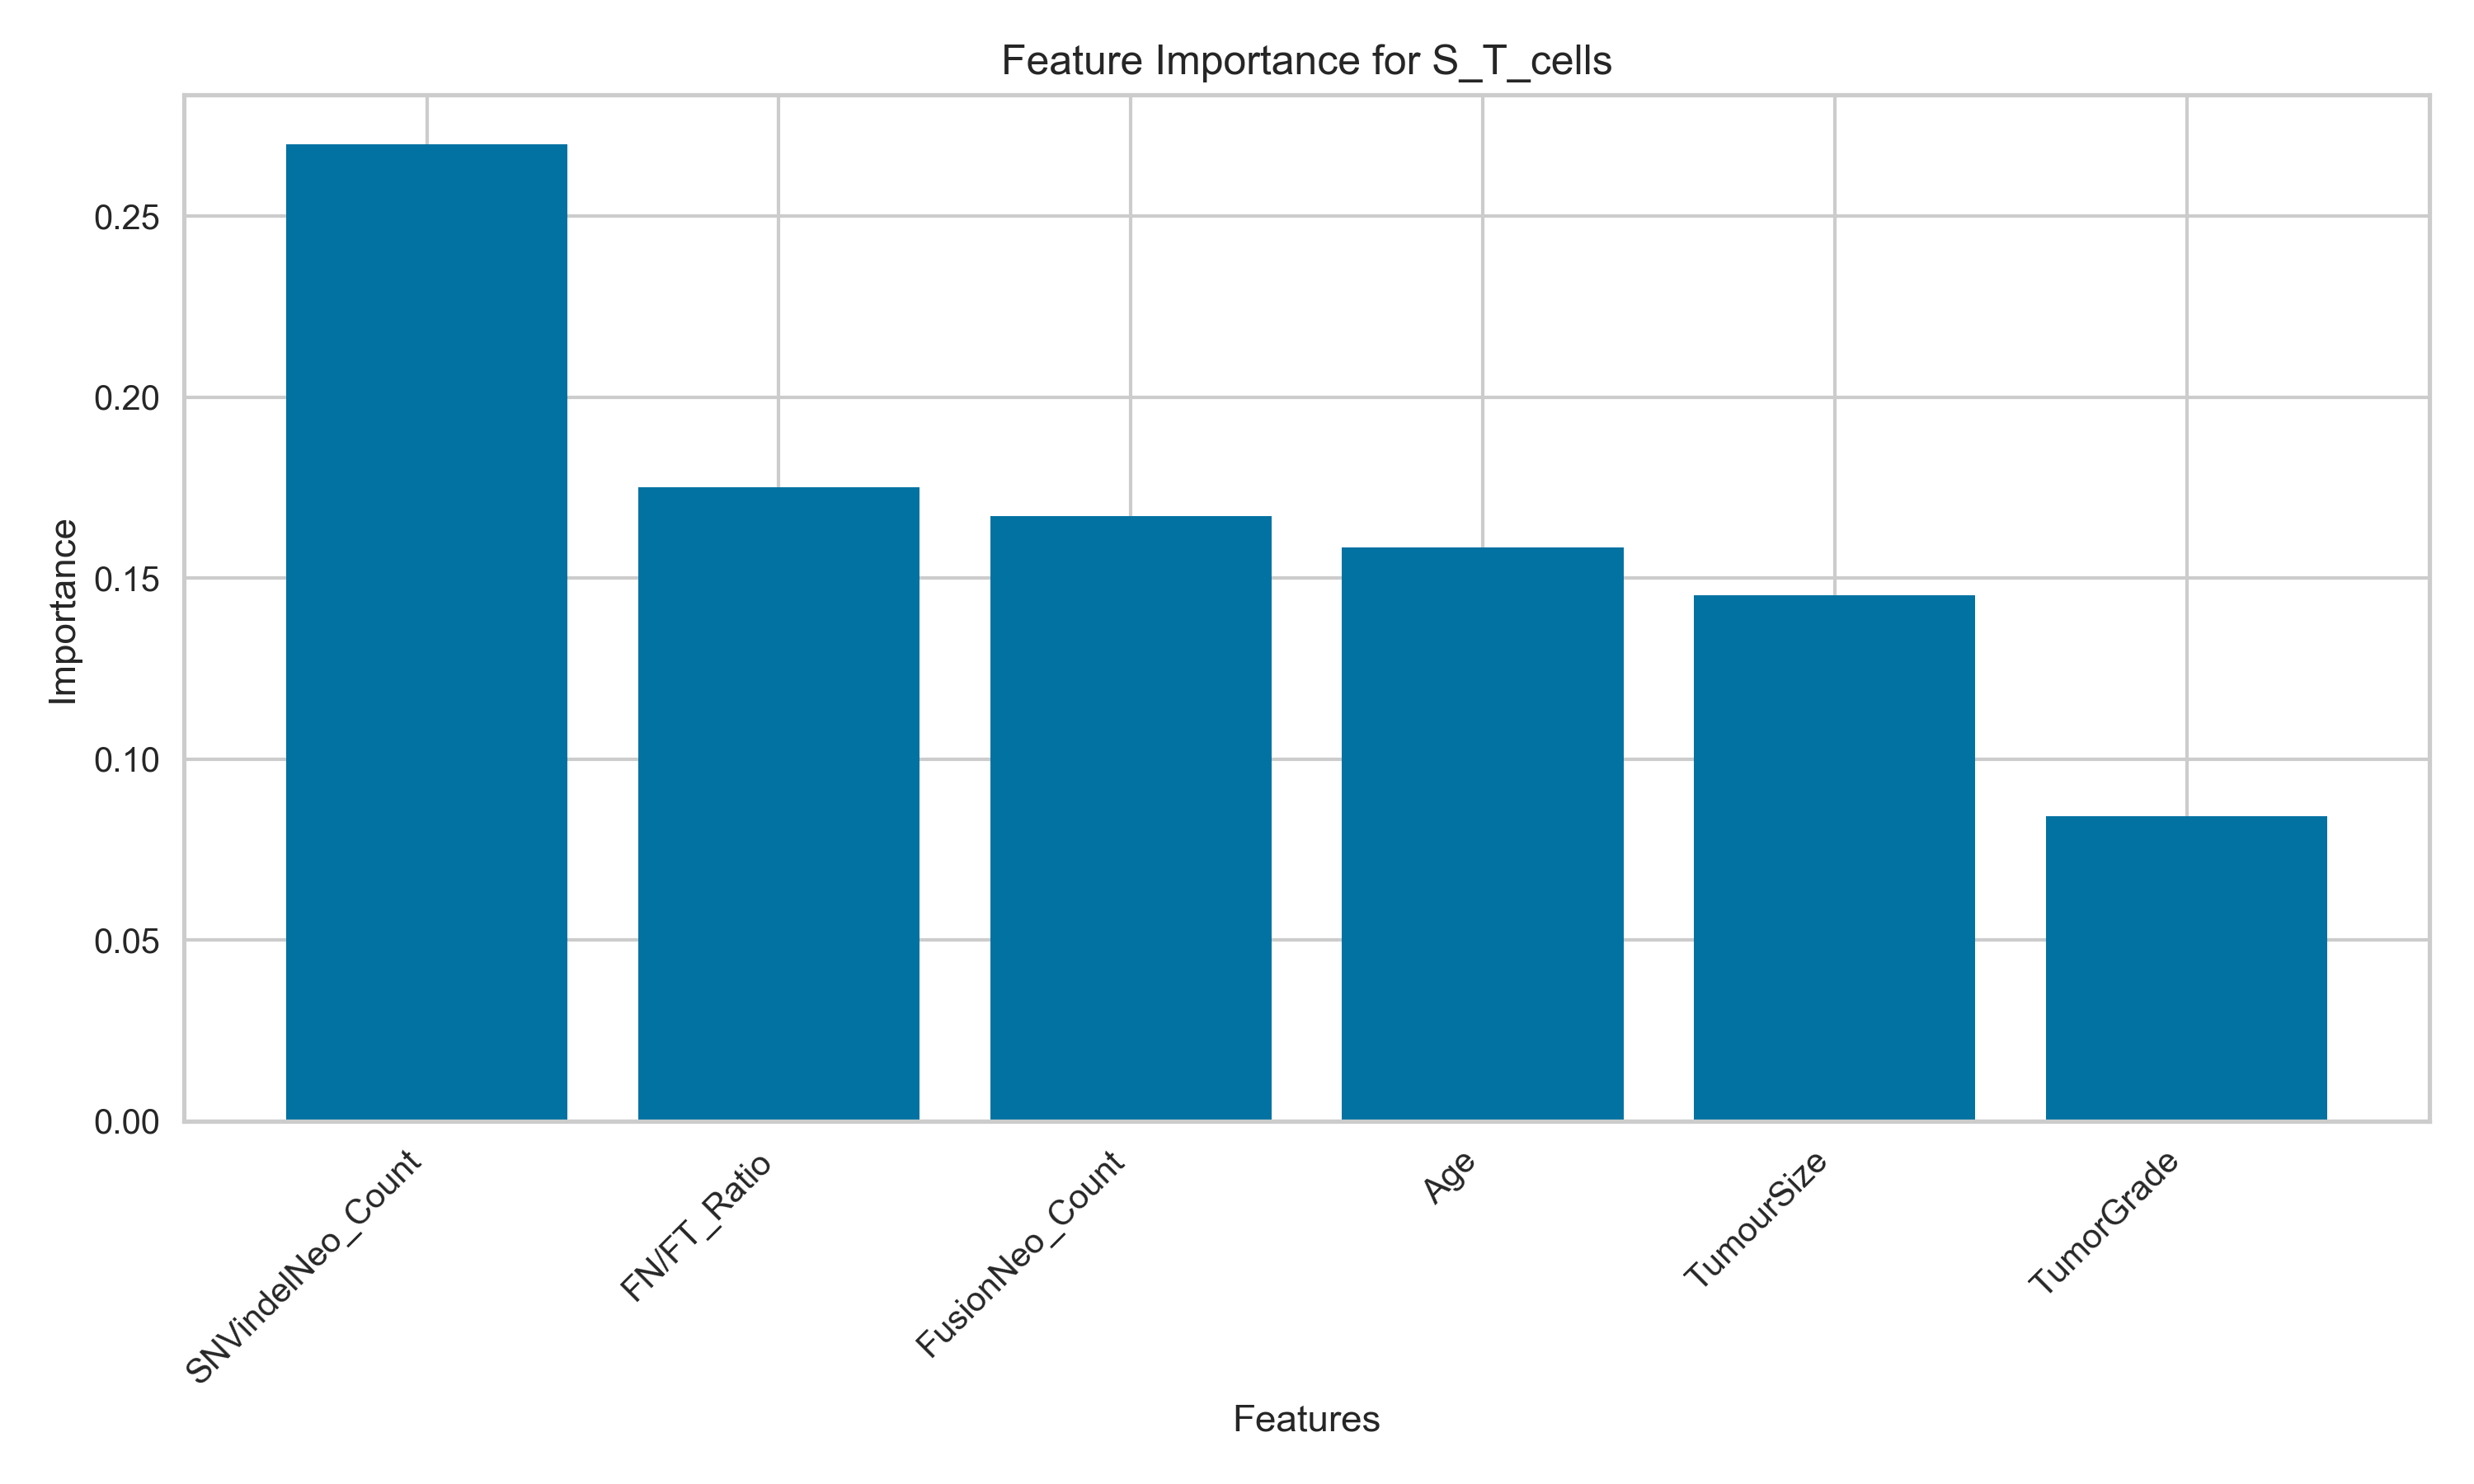 Feature Importance for S_T_cells
Importance
0.25
0.20
0.15
0.10
0.05
0.00
SNVindelNeo_Count
FN/FT_Ratio
FusionNeo_Count
Age
TumourSize
TumorGrade
Features